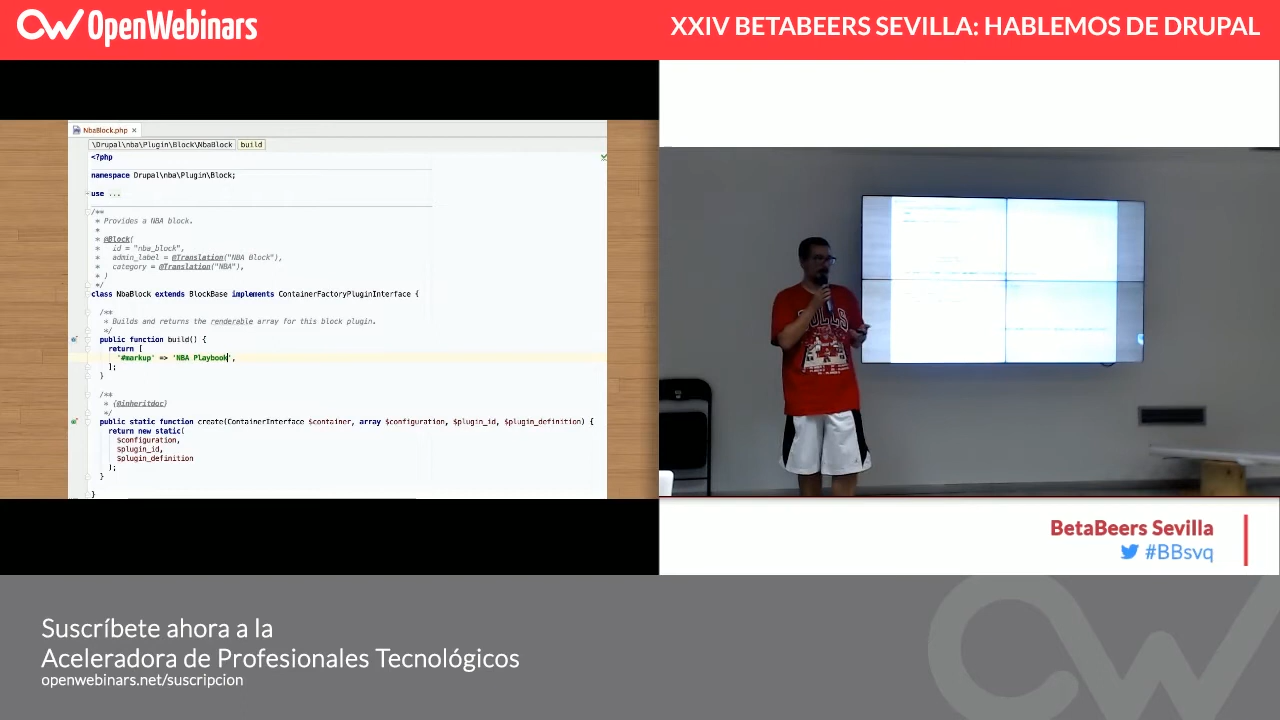 OpenWebinars
XXIV BETABEERS SEVILLA: HABLEMOS DE DRUPAL
NbaBlock.php ×
\Drupal\nba\Plugin\Block\NbaBlock build
<?php
namespace Drupal\nba\Plugin\Block;
use ...
/**
* Provides a NBA block.
*
* @Block(
*   id = "nba_block",
*   admin_label = @Translation("NBA Block"),
*   category = @Translation("NBA"),
* )
*/
class NbaBlock extends BlockBase implements ContainerFactoryPluginInterface {
/**
* Builds and returns the renderable array for this block plugin.
*/
public function build() {
return [
'#markup' => 'NBA Playbook',
];
}
/**
* {@inheritdoc}
*/
public static function create(ContainerInterface $container, array $configuration, $plugin_id, $plugin_definition) {
return new static(
$configuration,
$plugin_id,
$plugin_definition
);
}
}
BULLS
BetaBeers Sevilla
#BBsvq
Suscríbete ahora a la
Aceleradora de Profesionales Tecnológicos
openwebinars.net/suscripcion